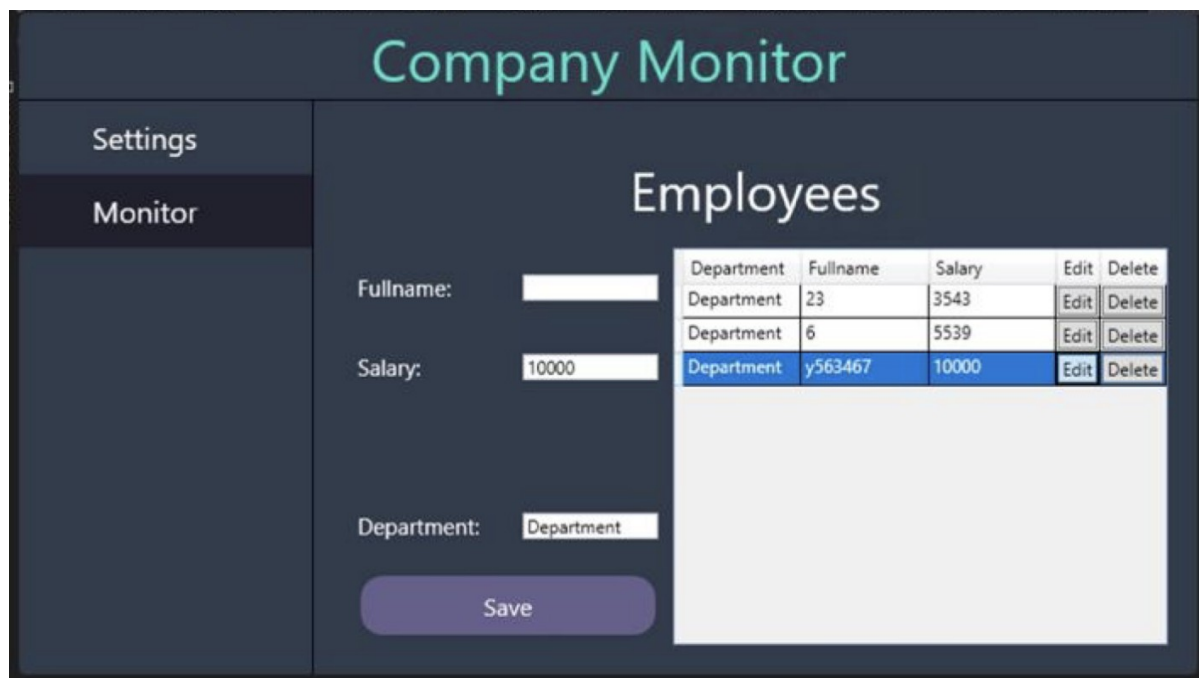 Company Monitor
Settings
Monitor
Employees
Fullname:
Salary: 10000
Department: Department
Save
Department Fullname Salary Edit Delete
Department 23 3543 Edit Delete
Department 6 5539 Edit Delete
Department y563467 10000 Edit Delete